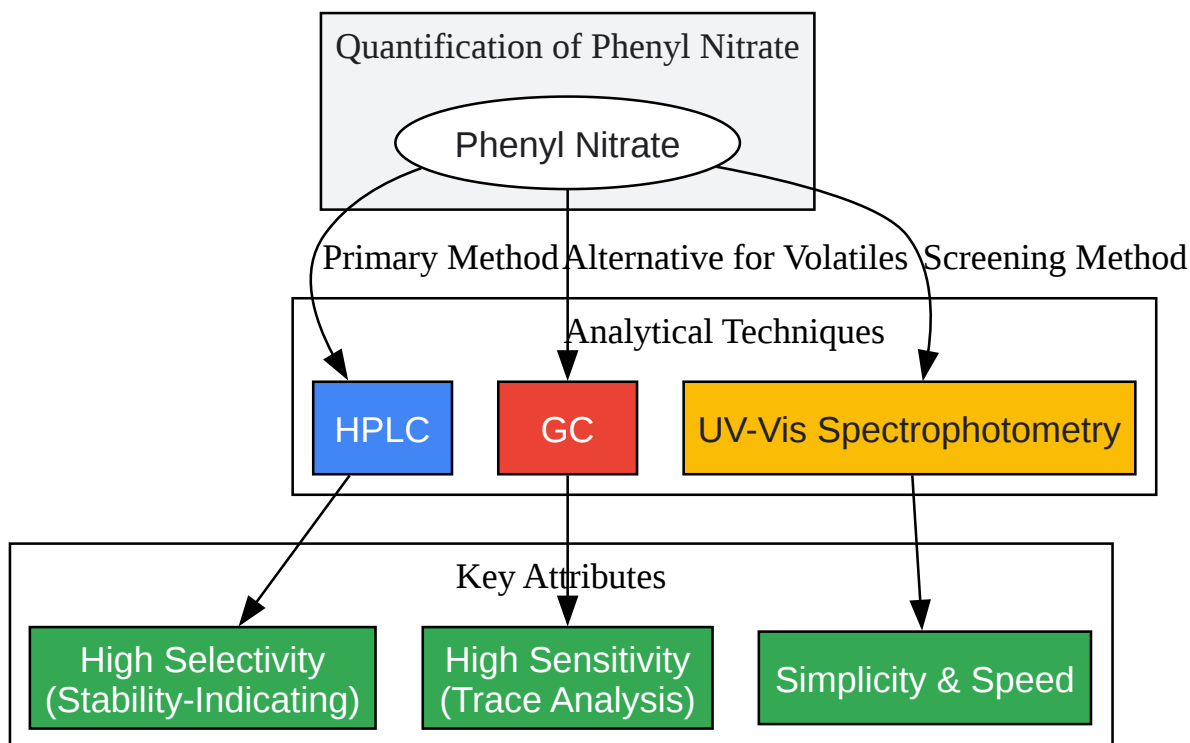 Quantification of Phenyl Nitrate
Phenyl Nitrate
Primary Method
Alternative for Volatiles
Screening Method
Analytical Techniques
HPLC
GC
UV-Vis Spectrophotometry
Key Attributes
High Selectivity
(Stability-Indicating)
High Sensitivity
(Trace Analysis)
Simplicity & Speed